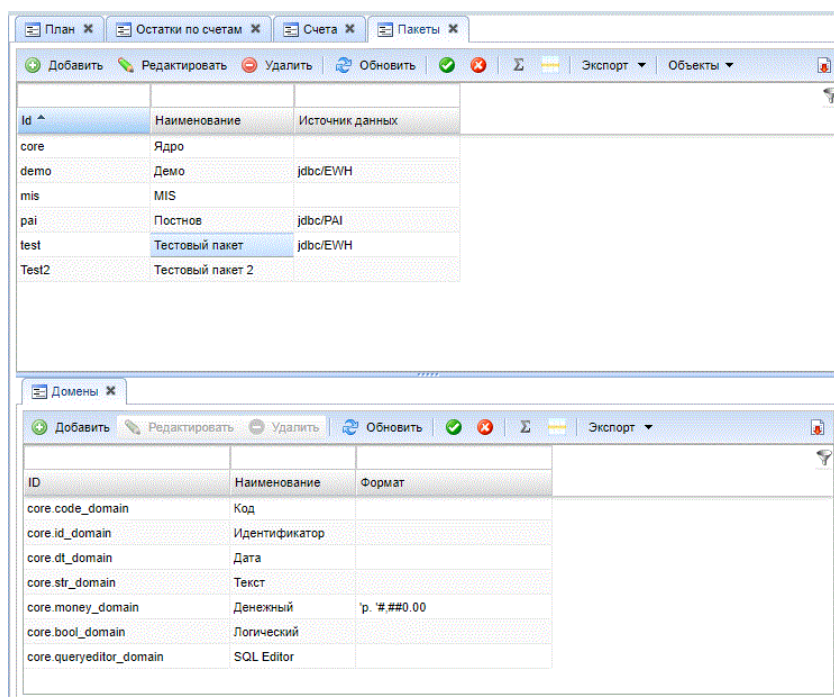 План Остатки по счетам Счета Пакеты
Добавить Редактировать Удалить Обновить Σ Экспорт Объекты
Id Наименование Источник данных
core Ядро
demo Демо jdbc/EWH
mis MIS
pai Постнов jdbc/PAI
test Тестовый пакет jdbc/EWH
Test2 Тестовый пакет 2
Домены
Добавить Редактировать Удалить Обновить Σ Экспорт
ID Наименование Формат
core.code_domain Код
core.id_domain Идентификатор
core.dt_domain Дата
core.str_domain Текст
core.money_domain Денежный 'р. '#,##0.00
core.bool_domain Логический
core.queryeditor_domain SQL Editor